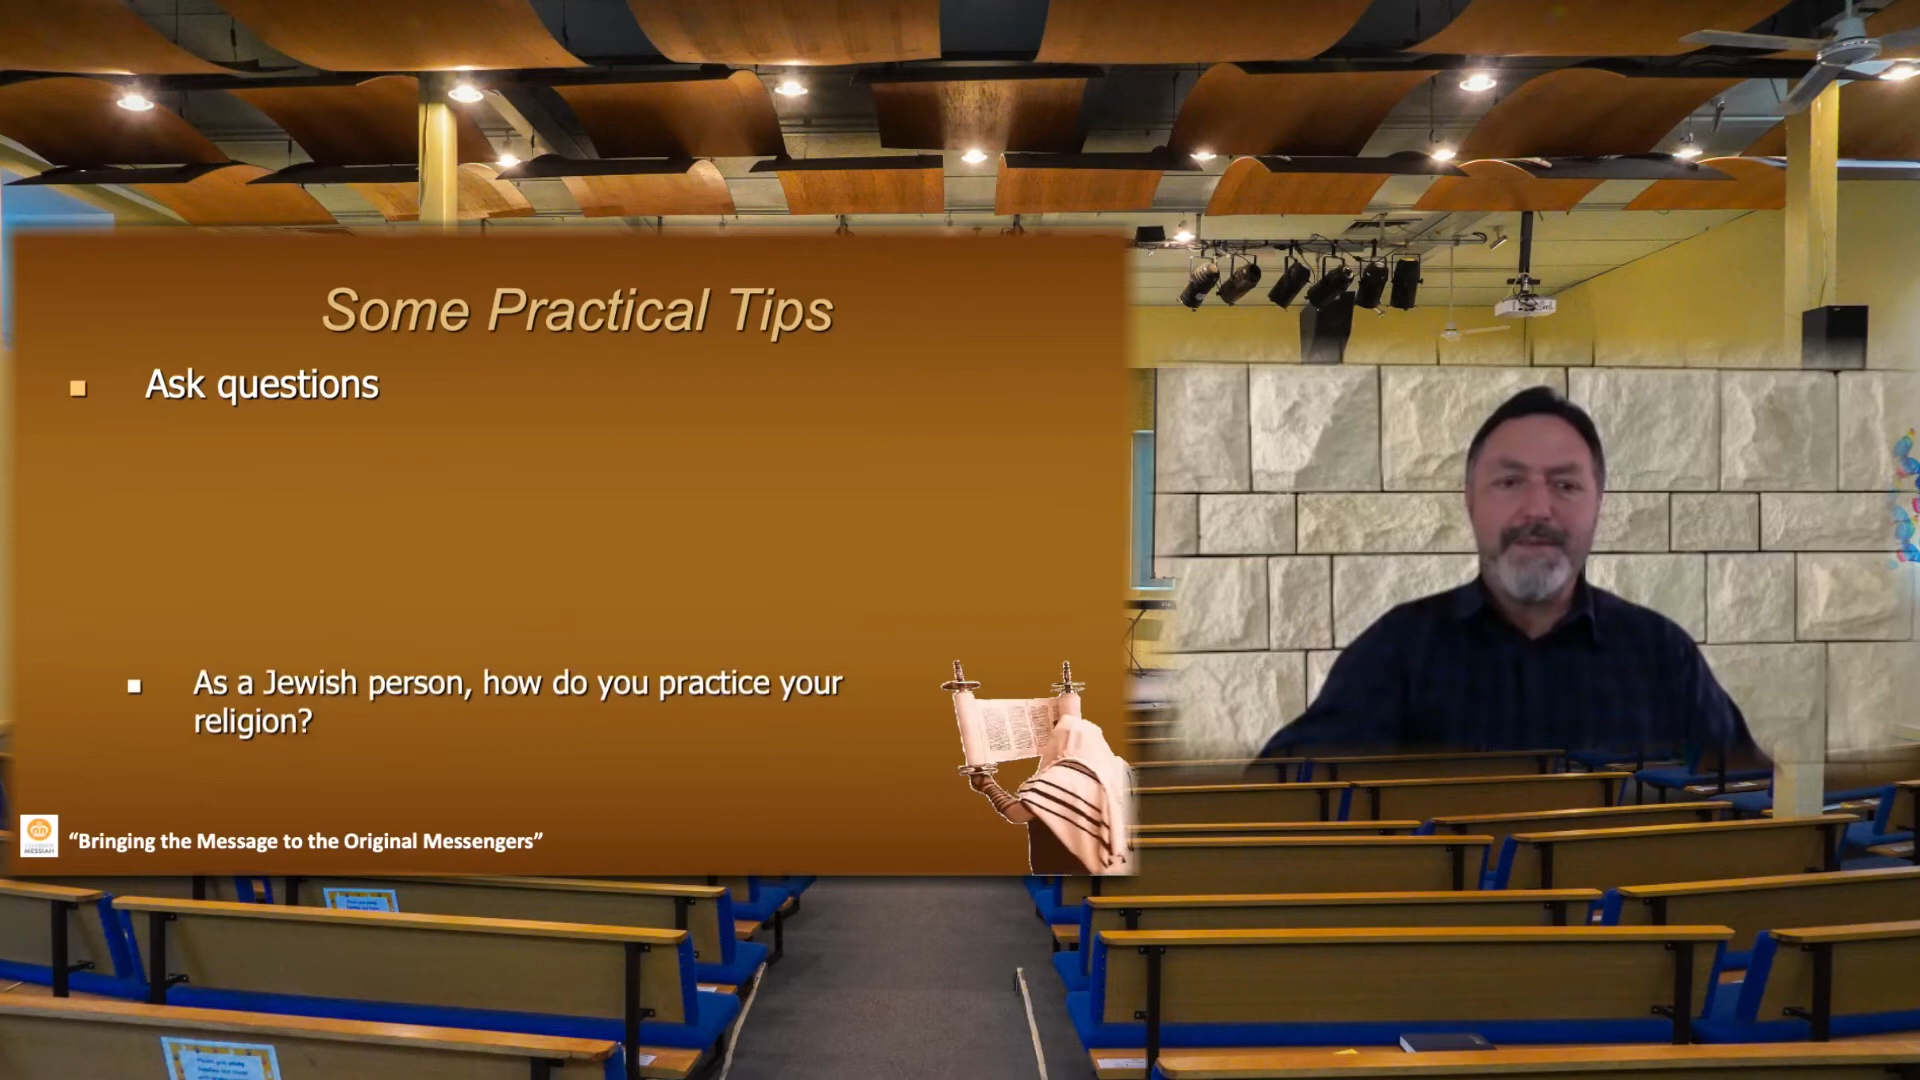 Some Practical Tips
Ask questions
As a Jewish person, how do you practice your
religion?
MESSIAH
“Bringing the Message to the Original Messengers”